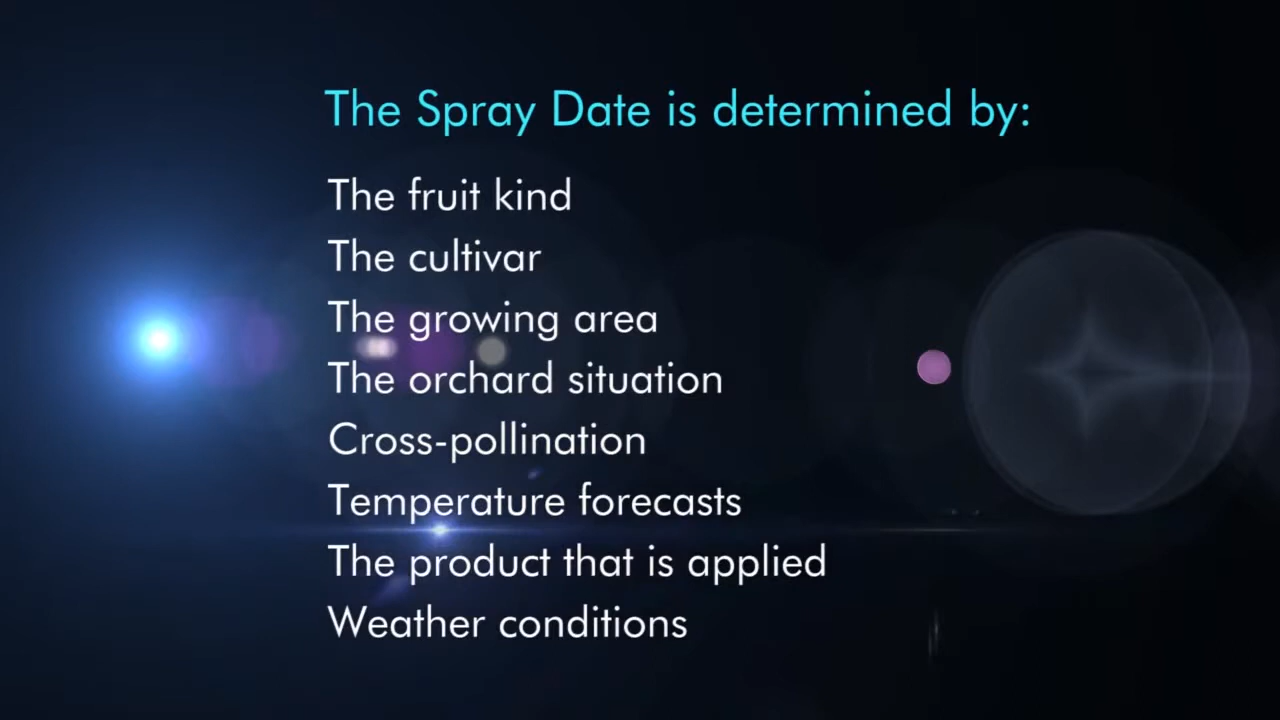 The Spray Date is determined by:
The fruit kind
The cultivar
The growing area
The orchard situation
Cross-pollination
Temperature forecasts
The product that is applied
Weather conditions